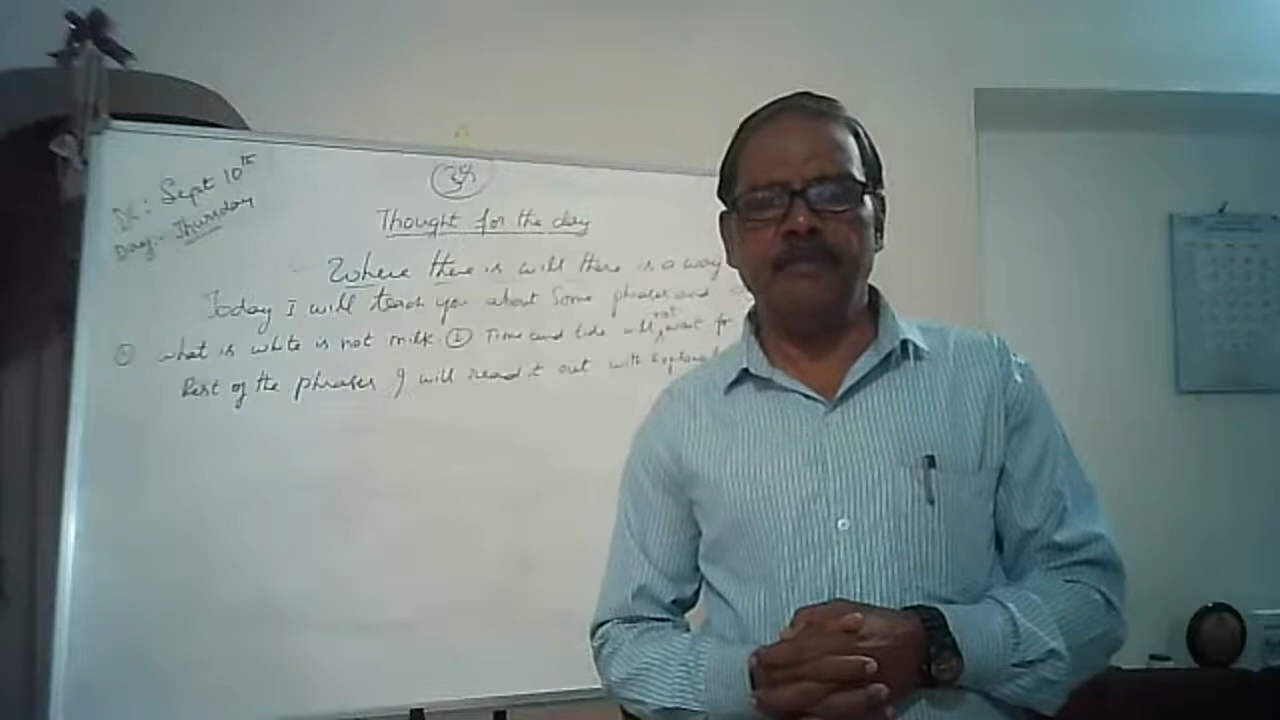 Dt: Sept 10th
Day:- Thursday
ॐ
Thought for the day
Where there is will there is a way
Today I will teach you about Some phrases and
① what is white is not milk ② Time and tide will not wait for
Rest of the phrases I will read it out with